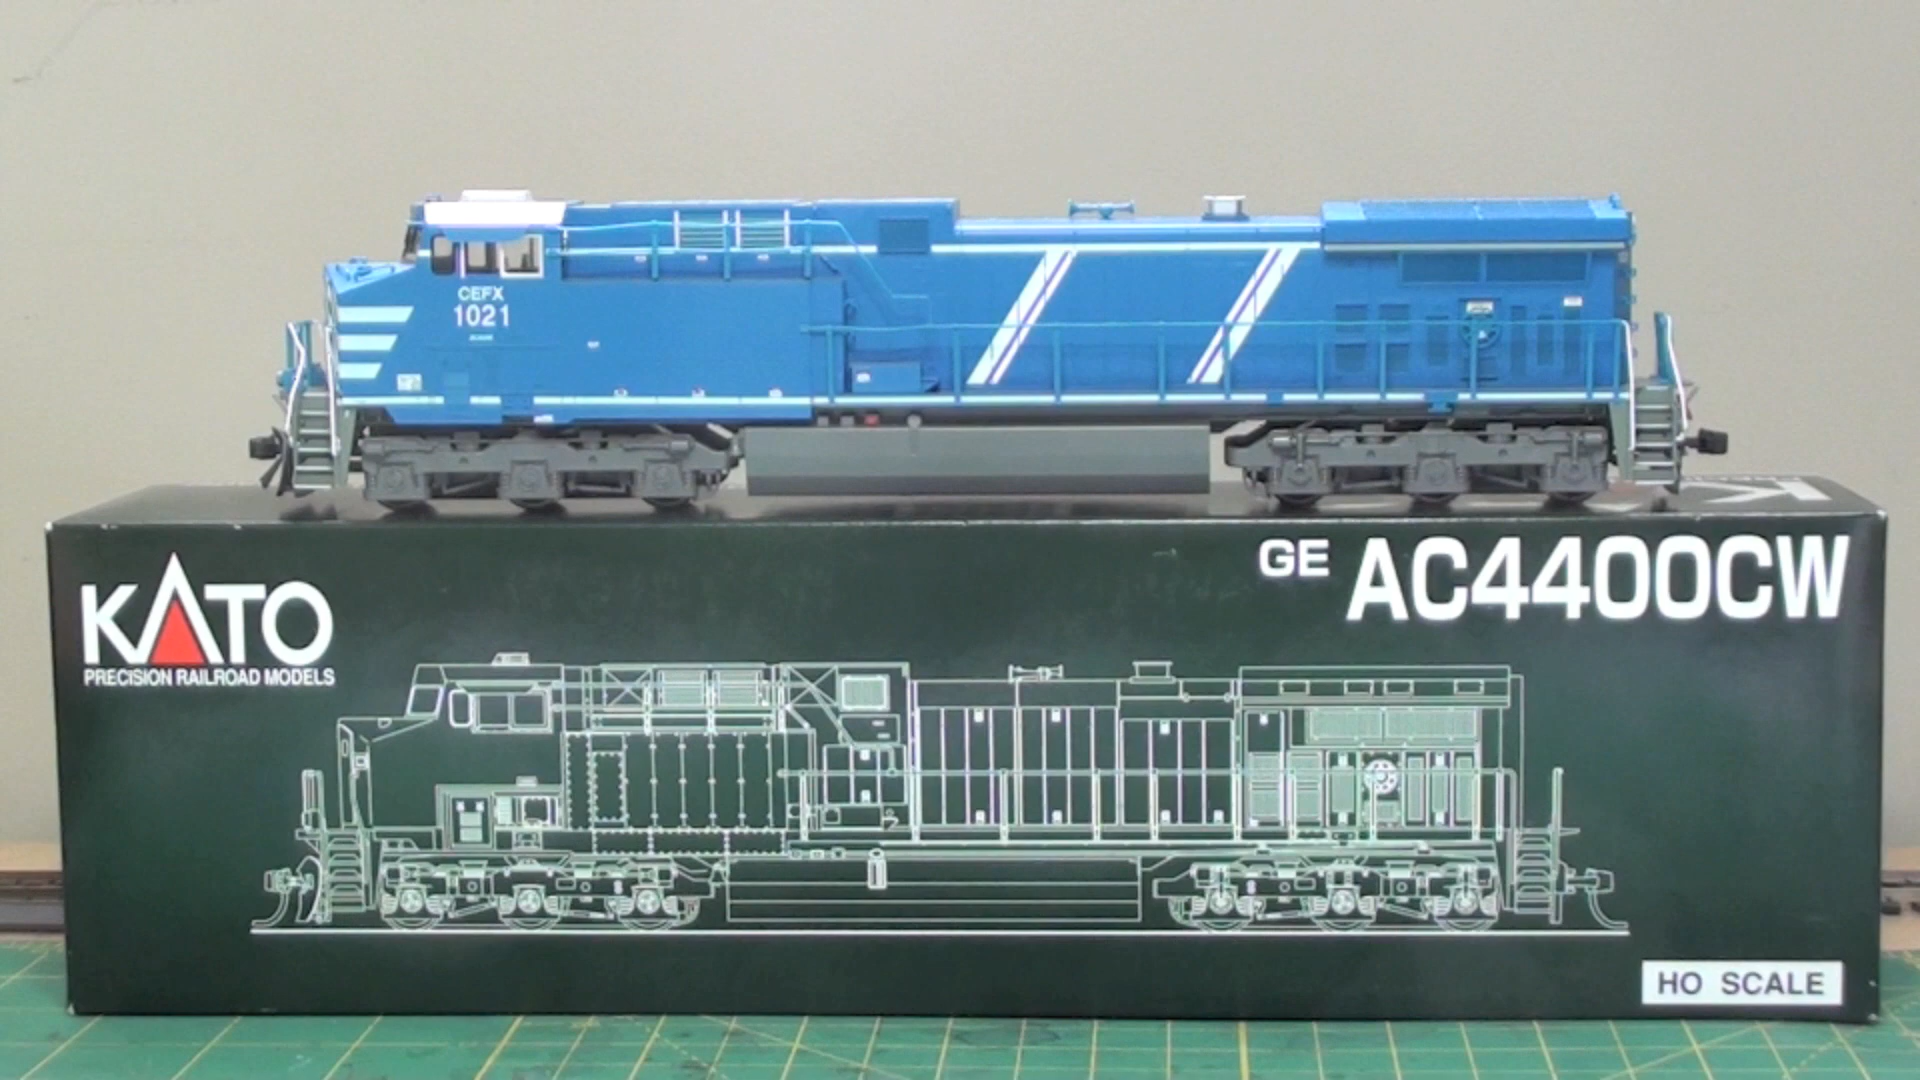 CEFX
1021
GE AC4400CW
KATO
PRECISION RAILROAD MODELS
HO SCALE